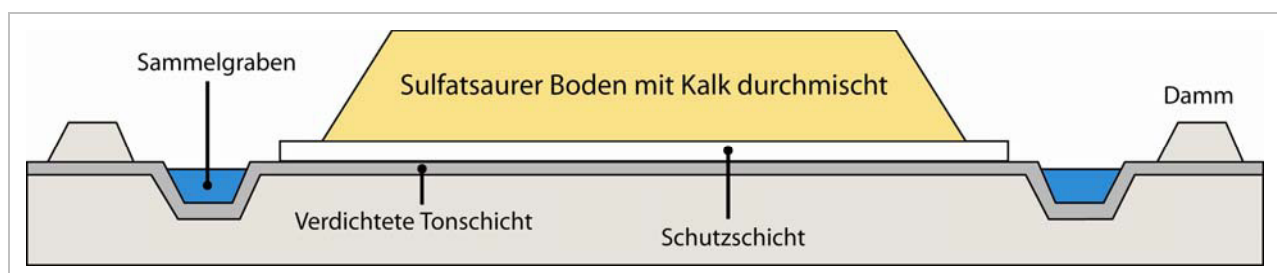 Sammelgraben
Sulfatsaurer Boden mit Kalk durchmischt
Damm
Verdichtete Tonschicht
Schutzschicht